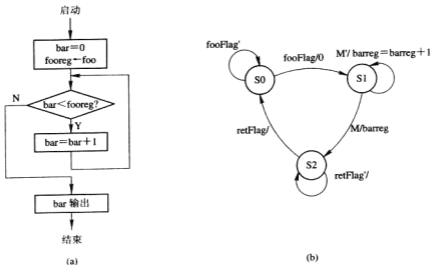 启动
bar=0
fooreg←foo
N
bar<fooreg?
Y
bar=bar+1
bar 输出
结束
(a)
fooFlag'
fooFlag/0
M'/ barreg=barreg+1
S0
S1
retFlag/
M/barreg
S2
retFlag'/
(b)